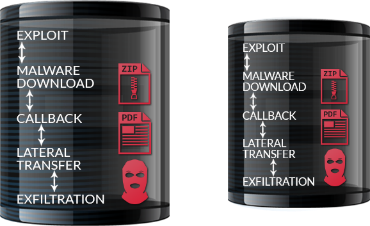 EXPLOIT
MALWARE
DOWNLOAD
ZIP
CALLBACK
PDF
LATERAL
TRANSFER
EXFILTRATION
EXPLOIT
MALWARE
DOWNLOAD
ZIP
CALLBACK
PDF
LATERAL
TRANSFER
EXFILTRATION